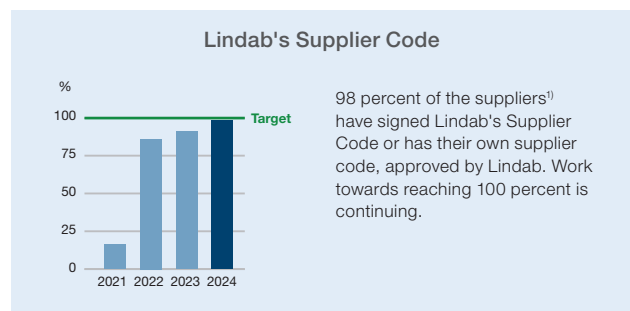 Lindab's Supplier Code
%
100
75
50
25
0
Target
2021 2022 2023 2024
98 percent of the suppliers¹⁾
have signed Lindab's Supplier
Code or has their own supplier
code, approved by Lindab. Work
towards reaching 100 percent is
continuing.